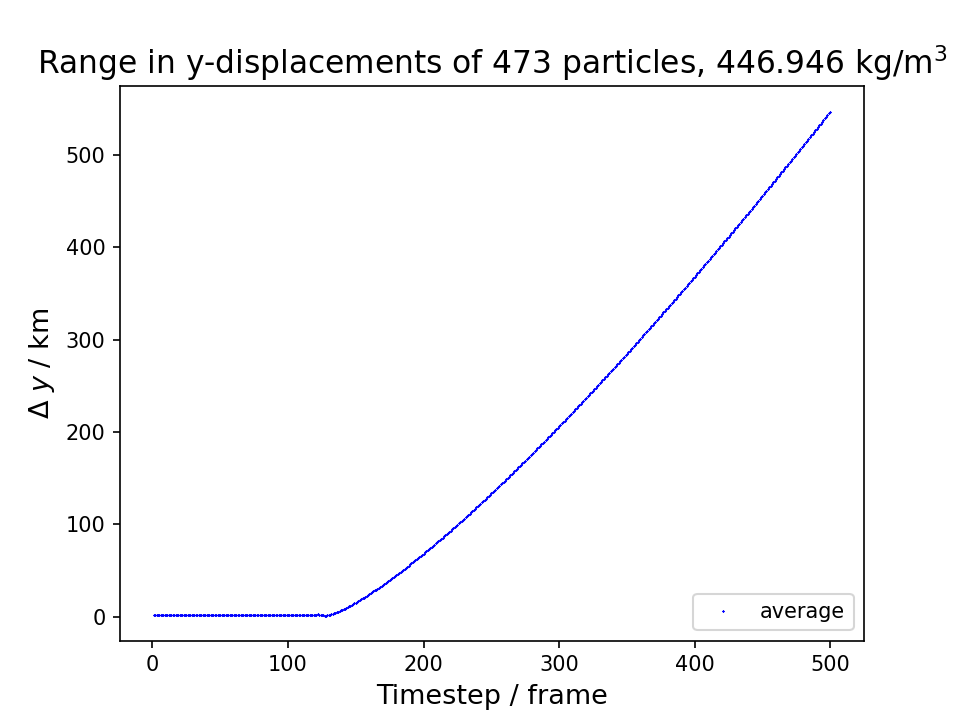 Range in y-displacements of 473 particles, 446.946 kg/m³
500
400
300
200
100
0
Δ y / km
average
0 100 200 300 400 500
Timestep / frame